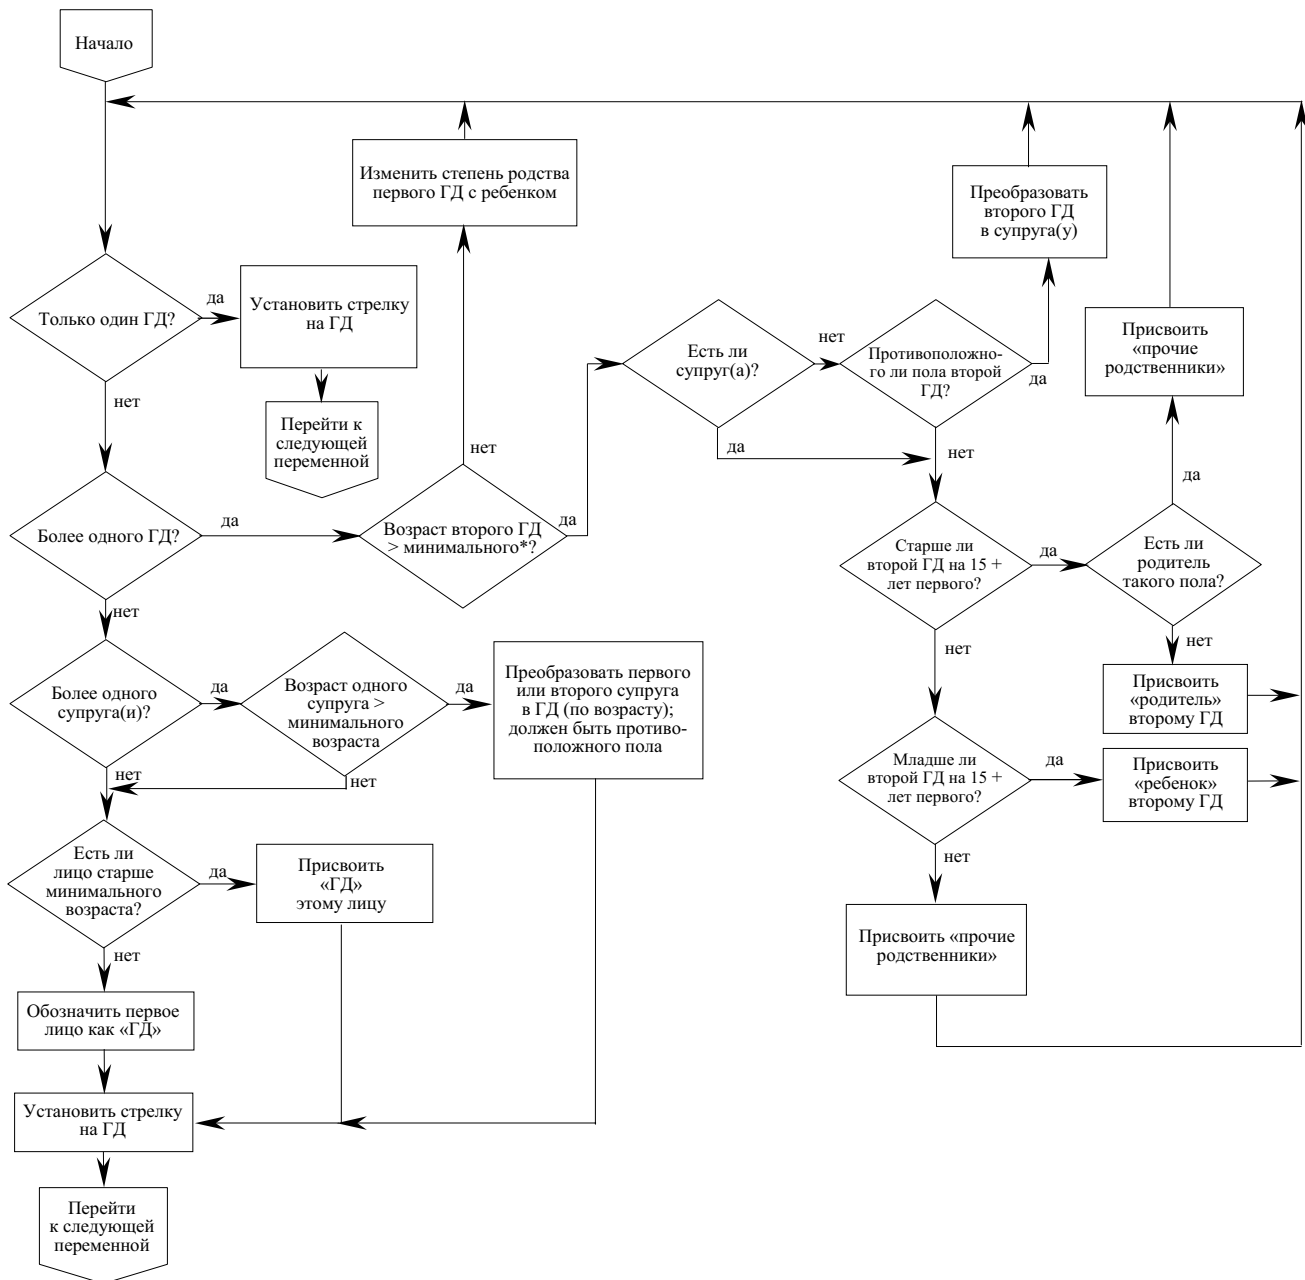 Начало
Изменить степень родства
первого ГД с ребенком
Преобразовать
второго ГД
в супруга(у)
Только один ГД?
да
нет
Установить стрелку
на ГД
Перейти к
следующей
переменной
Есть ли
супруг(а)?
нет
да
Противоположно-
го ли пола второй
ГД?
да
нет
Присвоить
«прочие
родственники»
Более одного ГД?
да
нет
Возраст второго ГД
> минимального*?
нет
да
Старше ли
второй ГД на 15 +
лет первого?
да
нет
Есть ли
родитель
такого пола?
да
нет
Более одного
супруга(и)?
да
нет
Возраст одного
супруга >
минимального
возраста
да
нет
Преобразовать первого
или второго супруга
в ГД (по возрасту);
должен быть противо-
положного пола
Присвоить
«родитель»
второму ГД
Младше ли
второй ГД на 15 +
лет первого?
да
нет
Присвоить
«ребенок»
второму ГД
Есть ли
лицо старше
минимального
возраста?
да
нет
Присвоить
«ГД»
этому лицу
Присвоить «прочие
родственники»
Обозначить первое
лицо как «ГД»
Установить стрелку
на ГД
Перейти
к следующей
переменной